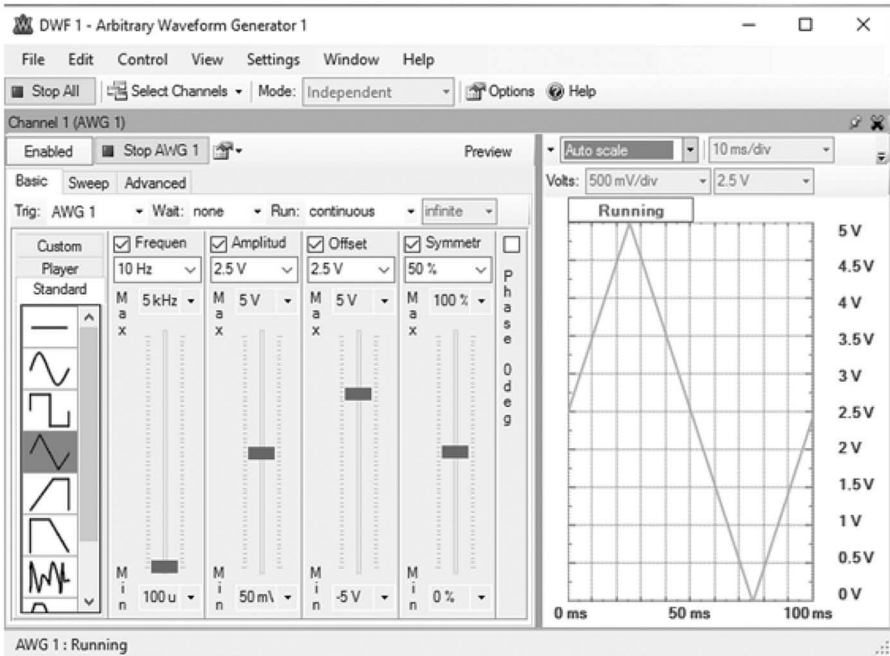 DWF 1 - Arbitrary Waveform Generator 1
File Edit Control View Settings Window Help
Stop All Select Channels Mode: Independent Options Help
Channel 1 (AWG 1)
Enabled Stop AWG 1 Preview
Auto scale 10 ms/div
Basic Sweep Advanced
Volts: 500 mV/div 2.5 V
Trig: AWG 1 Wait: none Run: continuous infinite
Running
Custom
Player
Standard
Frequen Amplitud Offset Symmetr
10 Hz 2.5 V 2.5 V 50 %
Max 5 kHz Max 5 V Max 5 V Max 100 %
Min 100 u Min 50 m\ Min -5 V Min 0 %
Phase 0deg
5 V
4.5 V
4 V
3.5 V
3 V
2.5 V
2 V
1.5 V
1 V
0.5 V
0 V
0 ms 50 ms 100 ms
AWG 1 : Running